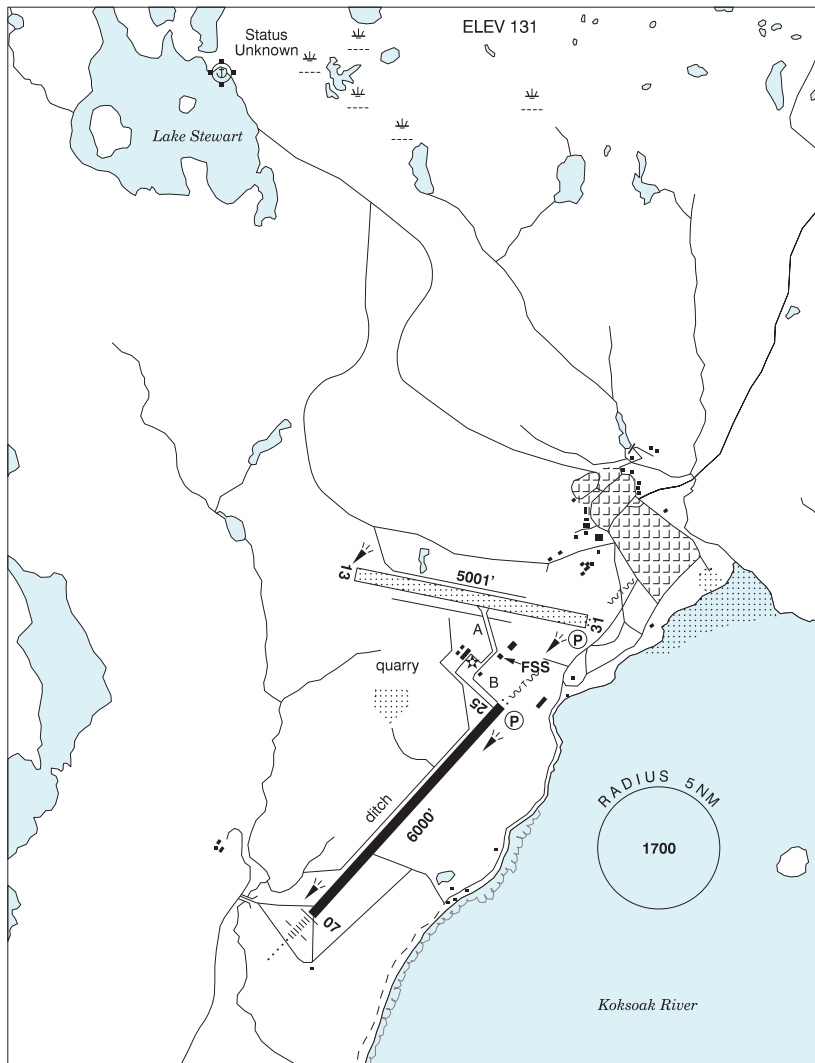 Status
Unknown
ELEV 131
Lake Stewart
13
5001'
31
A
P
FSS
quarry
B
25
P
ditch
6000'
07
RADIUS 5NM
1700
Koksoak River